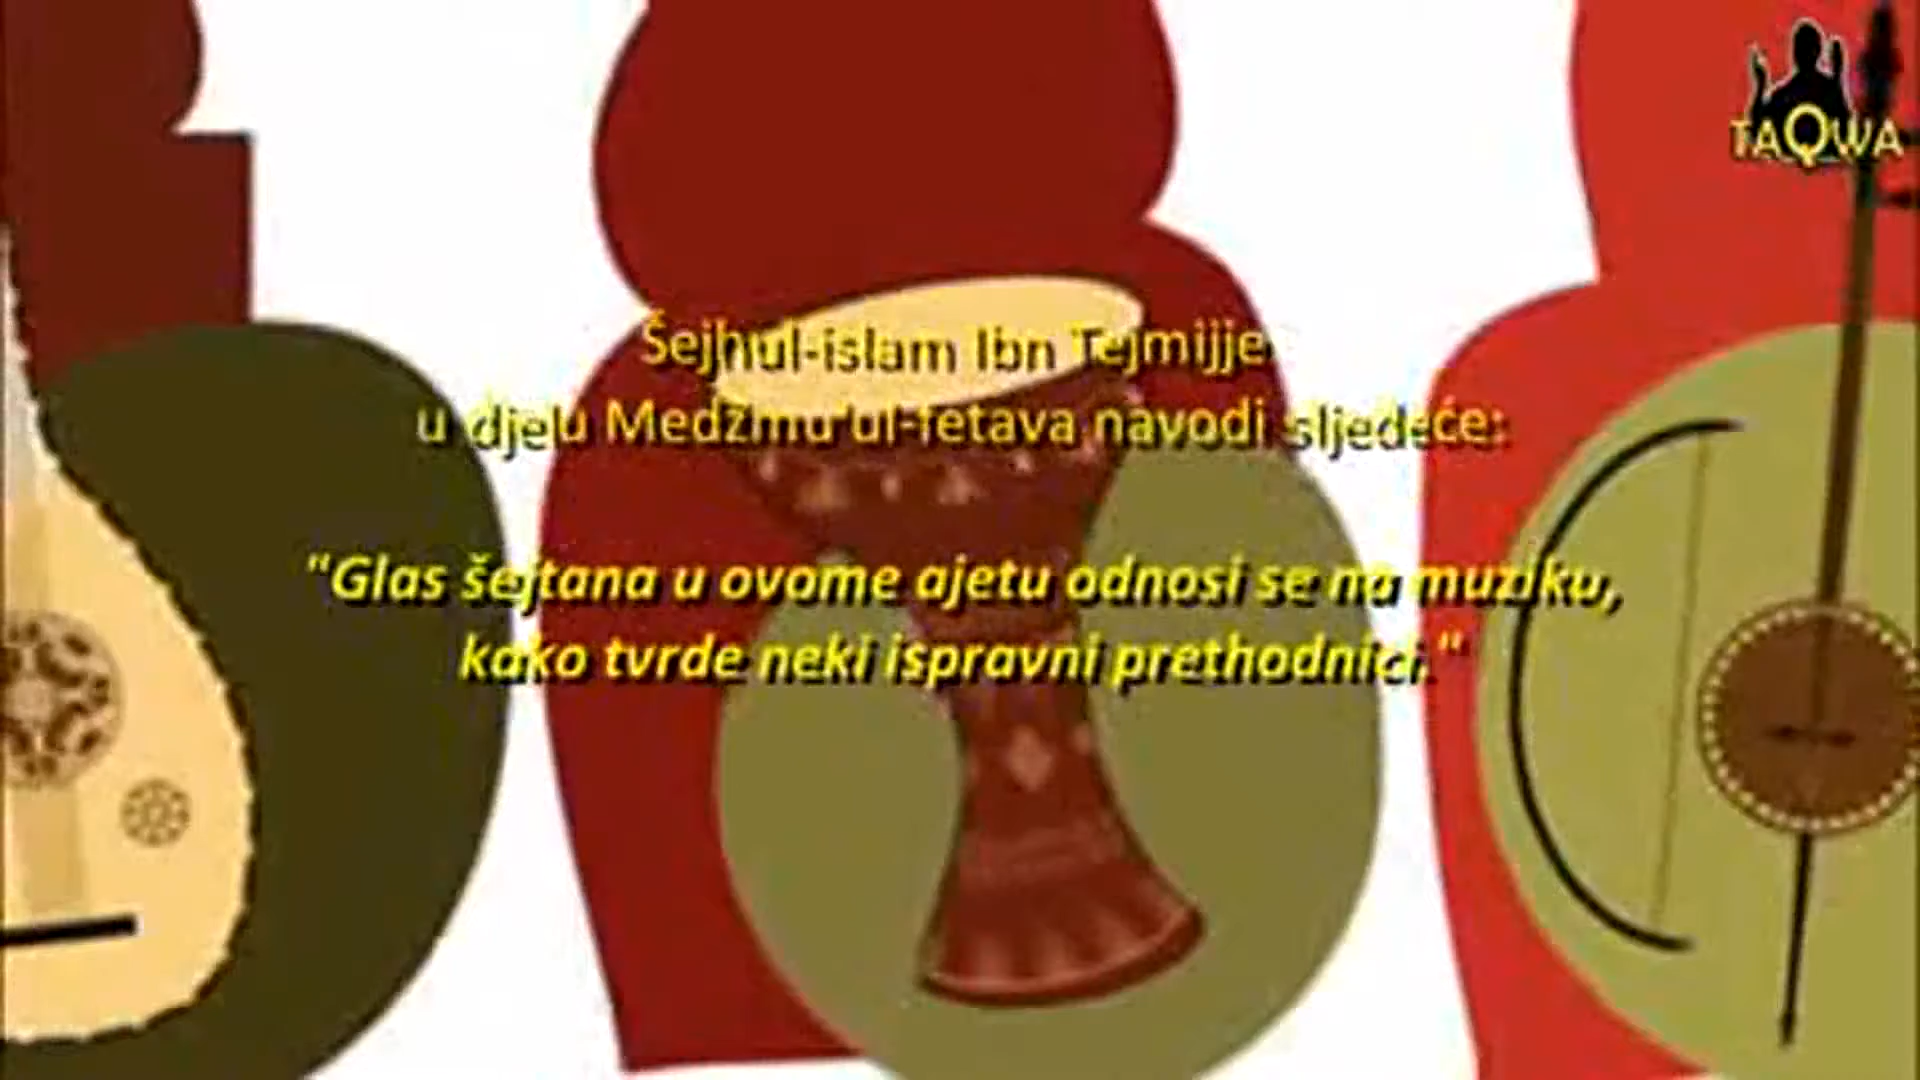 TAQWA
Šejhul-islam Ibn Tejmijje
u djelu Medžmu'ul-fetava navodi sljedeće:
"Glas šejtana u ovome ajetu odnosi se na muziku,
kako tvrde neki ispravni prethodnici."